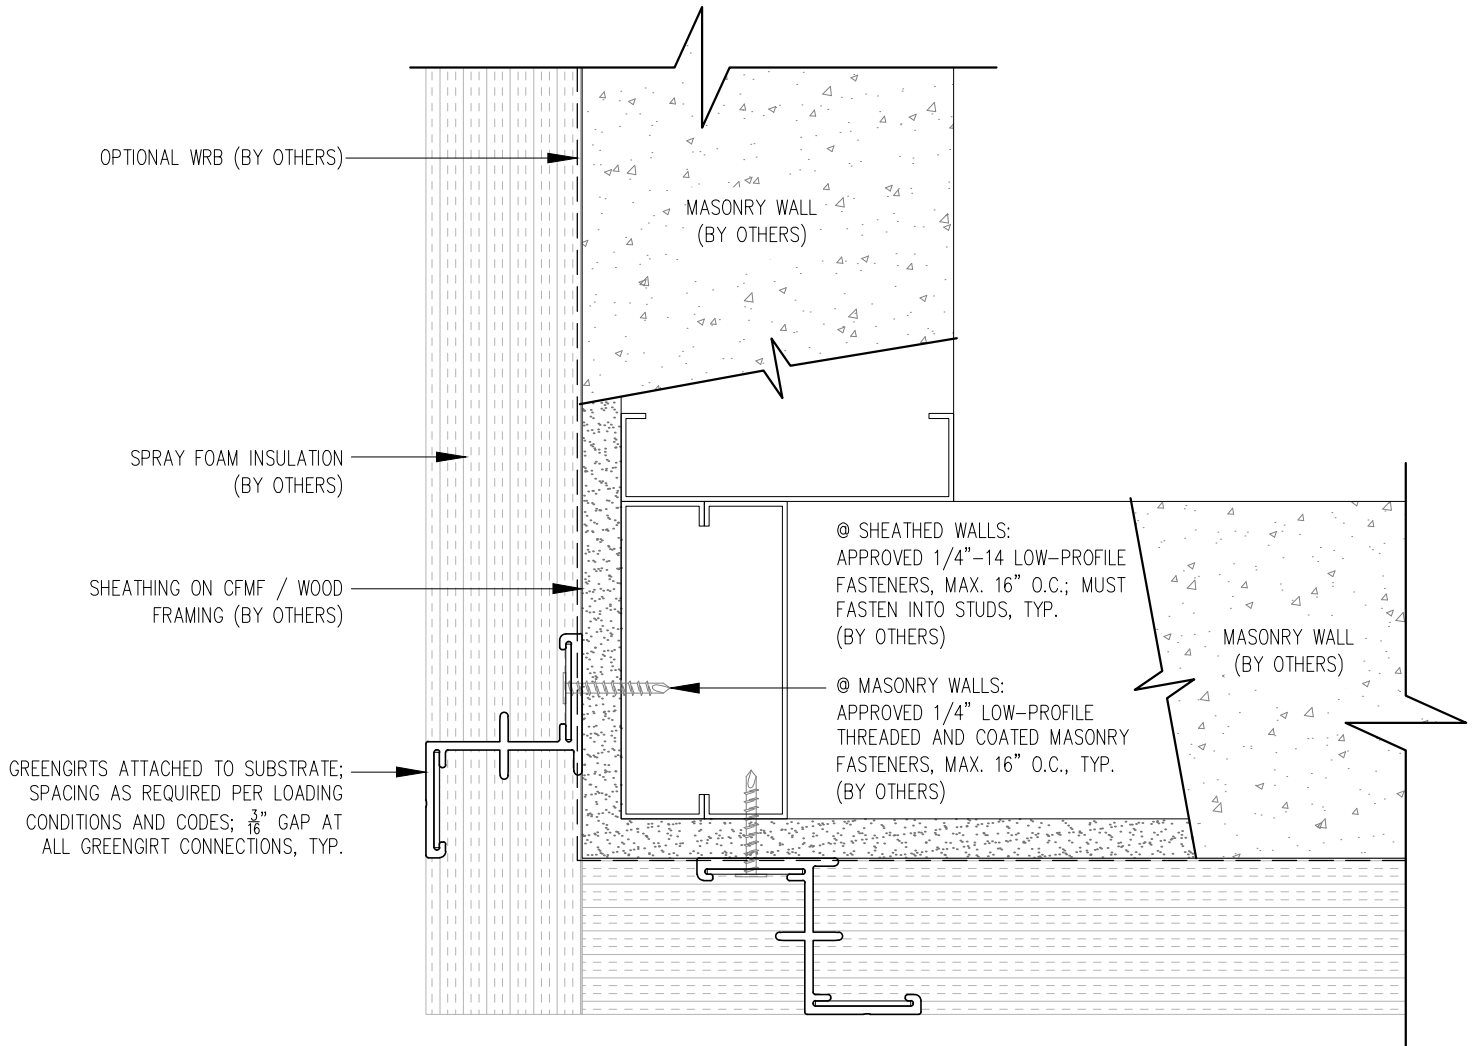 OPTIONAL WRB (BY OTHERS)
MASONRY WALL
(BY OTHERS)
SPRAY FOAM INSULATION
(BY OTHERS)
SHEATHING ON CFMF / WOOD
FRAMING (BY OTHERS)
GREENGIRTS ATTACHED TO SUBSTRATE;
SPACING AS REQUIRED PER LOADING
CONDITIONS AND CODES; 3/16" GAP AT
ALL GREENGIRT CONNECTIONS, TYP.
@ SHEATHED WALLS:
APPROVED 1/4"-14 LOW-PROFILE
FASTENERS, MAX. 16" O.C.; MUST
FASTEN INTO STUDS, TYP.
(BY OTHERS)
@ MASONRY WALLS:
APPROVED 1/4" LOW-PROFILE
THREADED AND COATED MASONRY
FASTENERS, MAX. 16" O.C., TYP.
(BY OTHERS)
MASONRY WALL
(BY OTHERS)